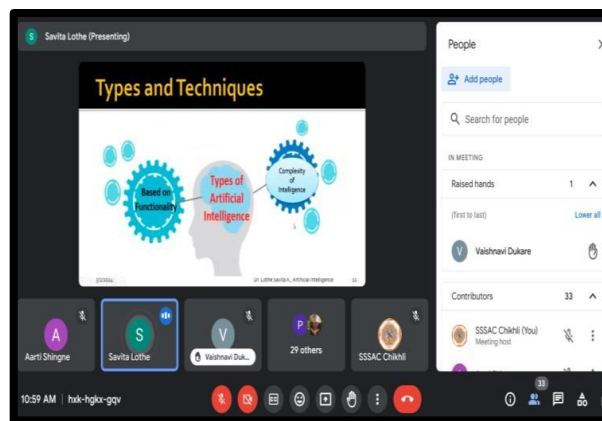 S Savita Lothe (Presenting)
Types and Techniques
Based on
Functionality
Types of
Artificial
Intelligence
Complexity
of
Intelligence
Dr. Lothe Savita A., Artificial Intelligence
A
Aarti Shingne
S
Savita Lothe
V
Vaishnavi Duk...
P
29 others
SSSAC Chikhli
10:59 AM | hxk-hgkx-gqv
People
Add people
Search for people
IN MEETING
Raised hands 1
(first to last) Lower all
V Vaishnavi Dukare
Contributors 33
SSSAC Chikhli (You)
Meeting host
33